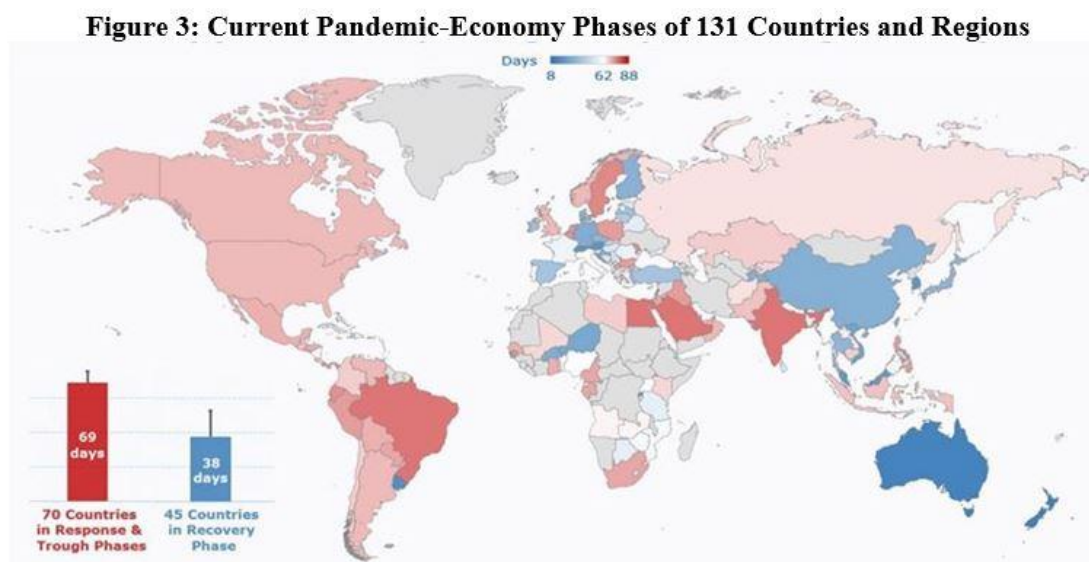 Figure 3: Current Pandemic-Economy Phases of 131 Countries and Regions
Days
8 62 88
69
days
38
days
70 Countries
in Response &
Trough Phases
45 Countries
in Recovery
Phase